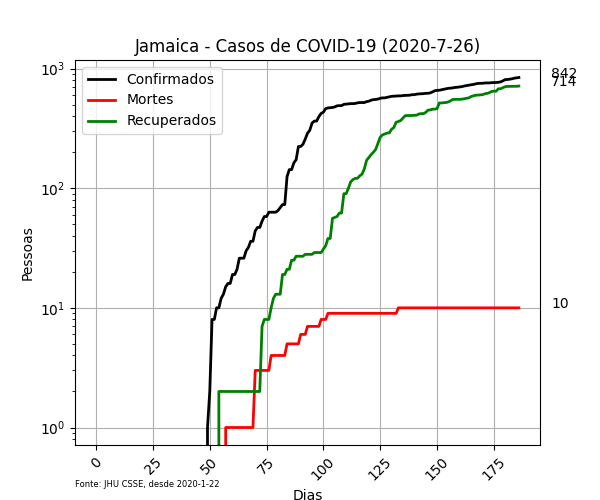 Jamaica - Casos de COVID-19 (2020-7-26)
Confirmados
Mortes
Recuperados
10³
10²
10¹
10⁰
Pessoas
842
714
10
0 25 50 75 100 125 150 175
Dias
Fonte: JHU CSSE, desde 2020-1-22